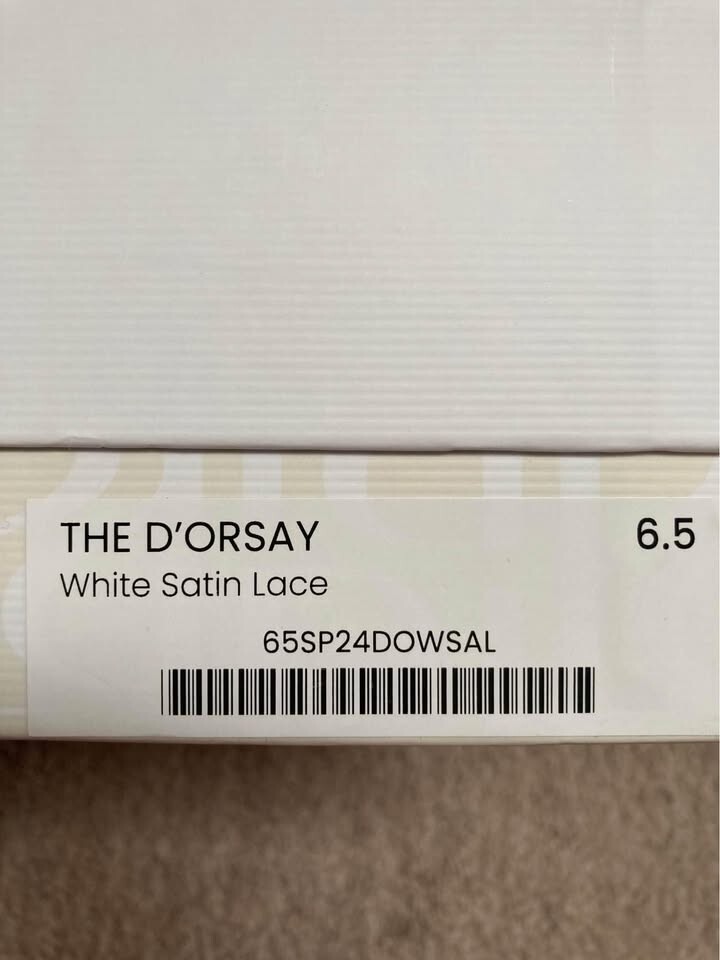 THE D’ORSAY 6.5
White Satin Lace
65SP24DOWSAL